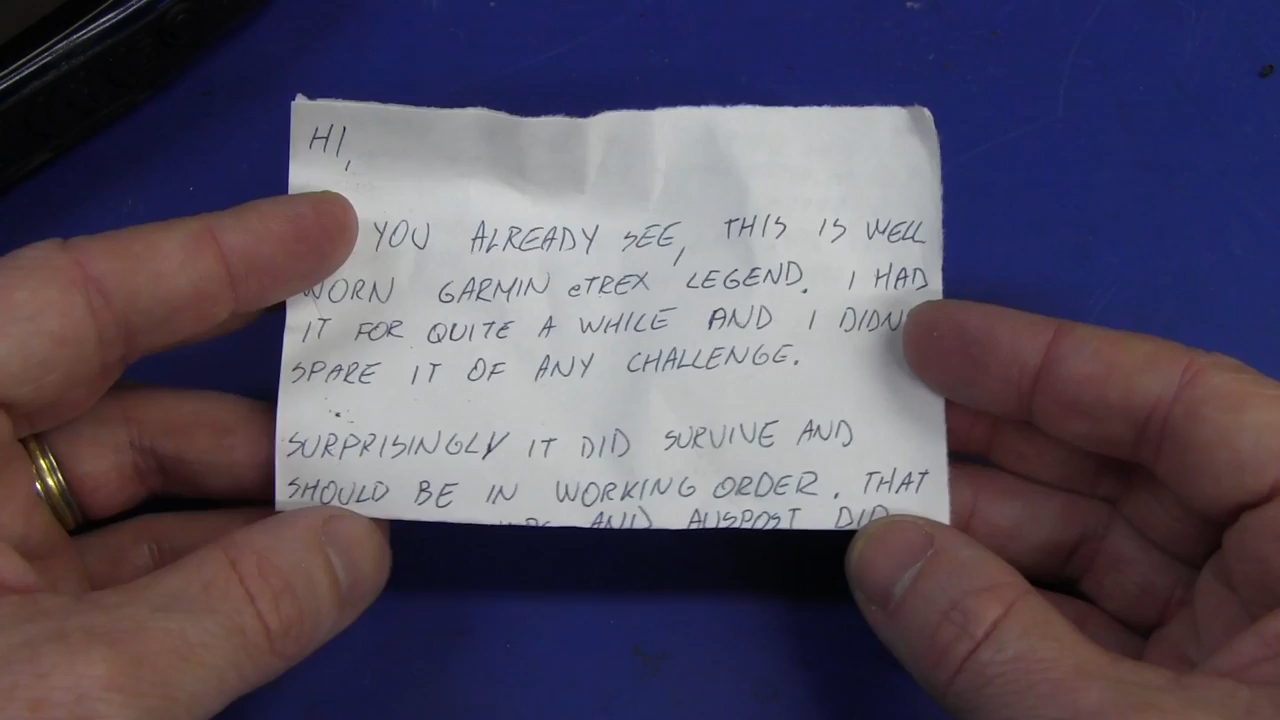 HI,
YOU ALREADY SEE, THIS IS WELL
WORN GARMIN eTREX LEGEND. I HAD
IT FOR QUITE A WHILE AND I
SPARE IT OF ANY CHALLENGE.
SURPRISINGLY IT DID SURVIVE AND
SHOULD BE IN WORKING ORDER. THAT
AND AUSPOST DID